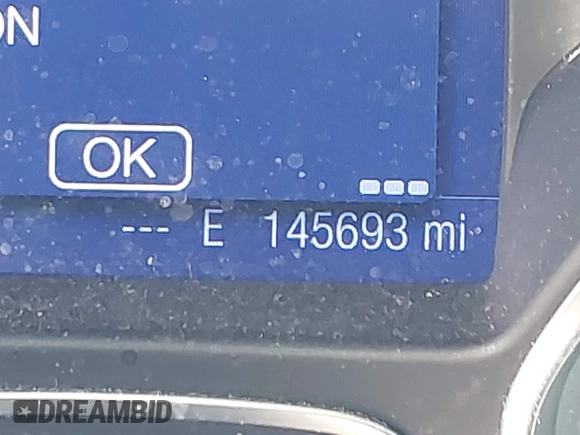 ON
OK
--- E 145693 mi
DREAMBID